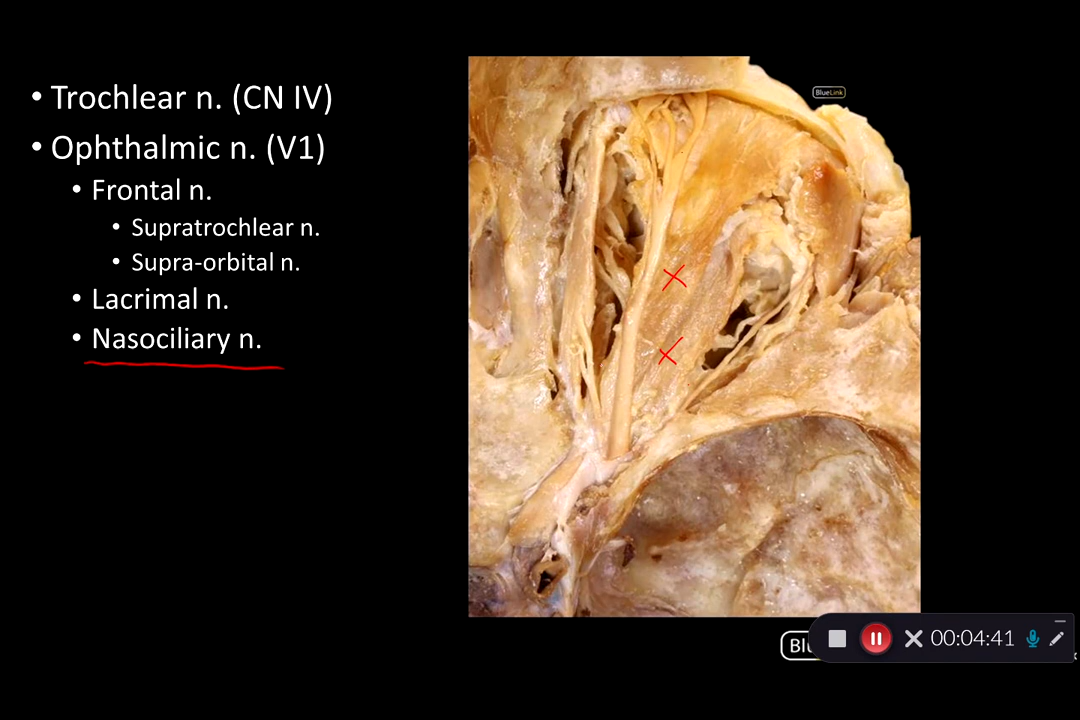 • Trochlear n. (CN IV)
• Ophthalmic n. (V1)
• Frontal n.
• Supratrochlear n.
• Supra-orbital n.
• Lacrimal n.
• Nasociliary n.
BlueLink
00:04:41